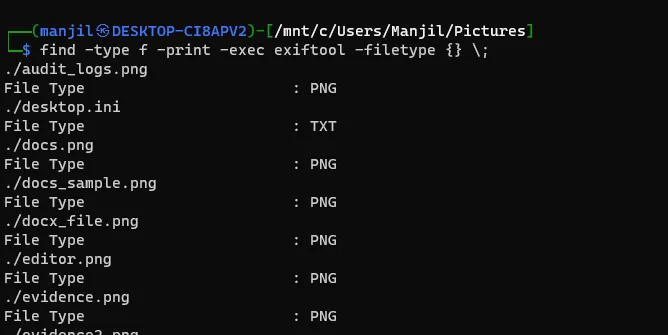 ┌──(manjil㉿DESKTOP-CI8APV2)-[/mnt/c/Users/Manjil/Pictures]
└─$ find -type f -print -exec exiftool -filetype {} \;
./audit_logs.png
File Type                       : PNG
./desktop.ini
File Type                       : TXT
./docs.png
File Type                       : PNG
./docs_sample.png
File Type                       : PNG
./docx_file.png
File Type                       : PNG
./editor.png
File Type                       : PNG
./evidence.png
File Type                       : PNG
./evidence2.png